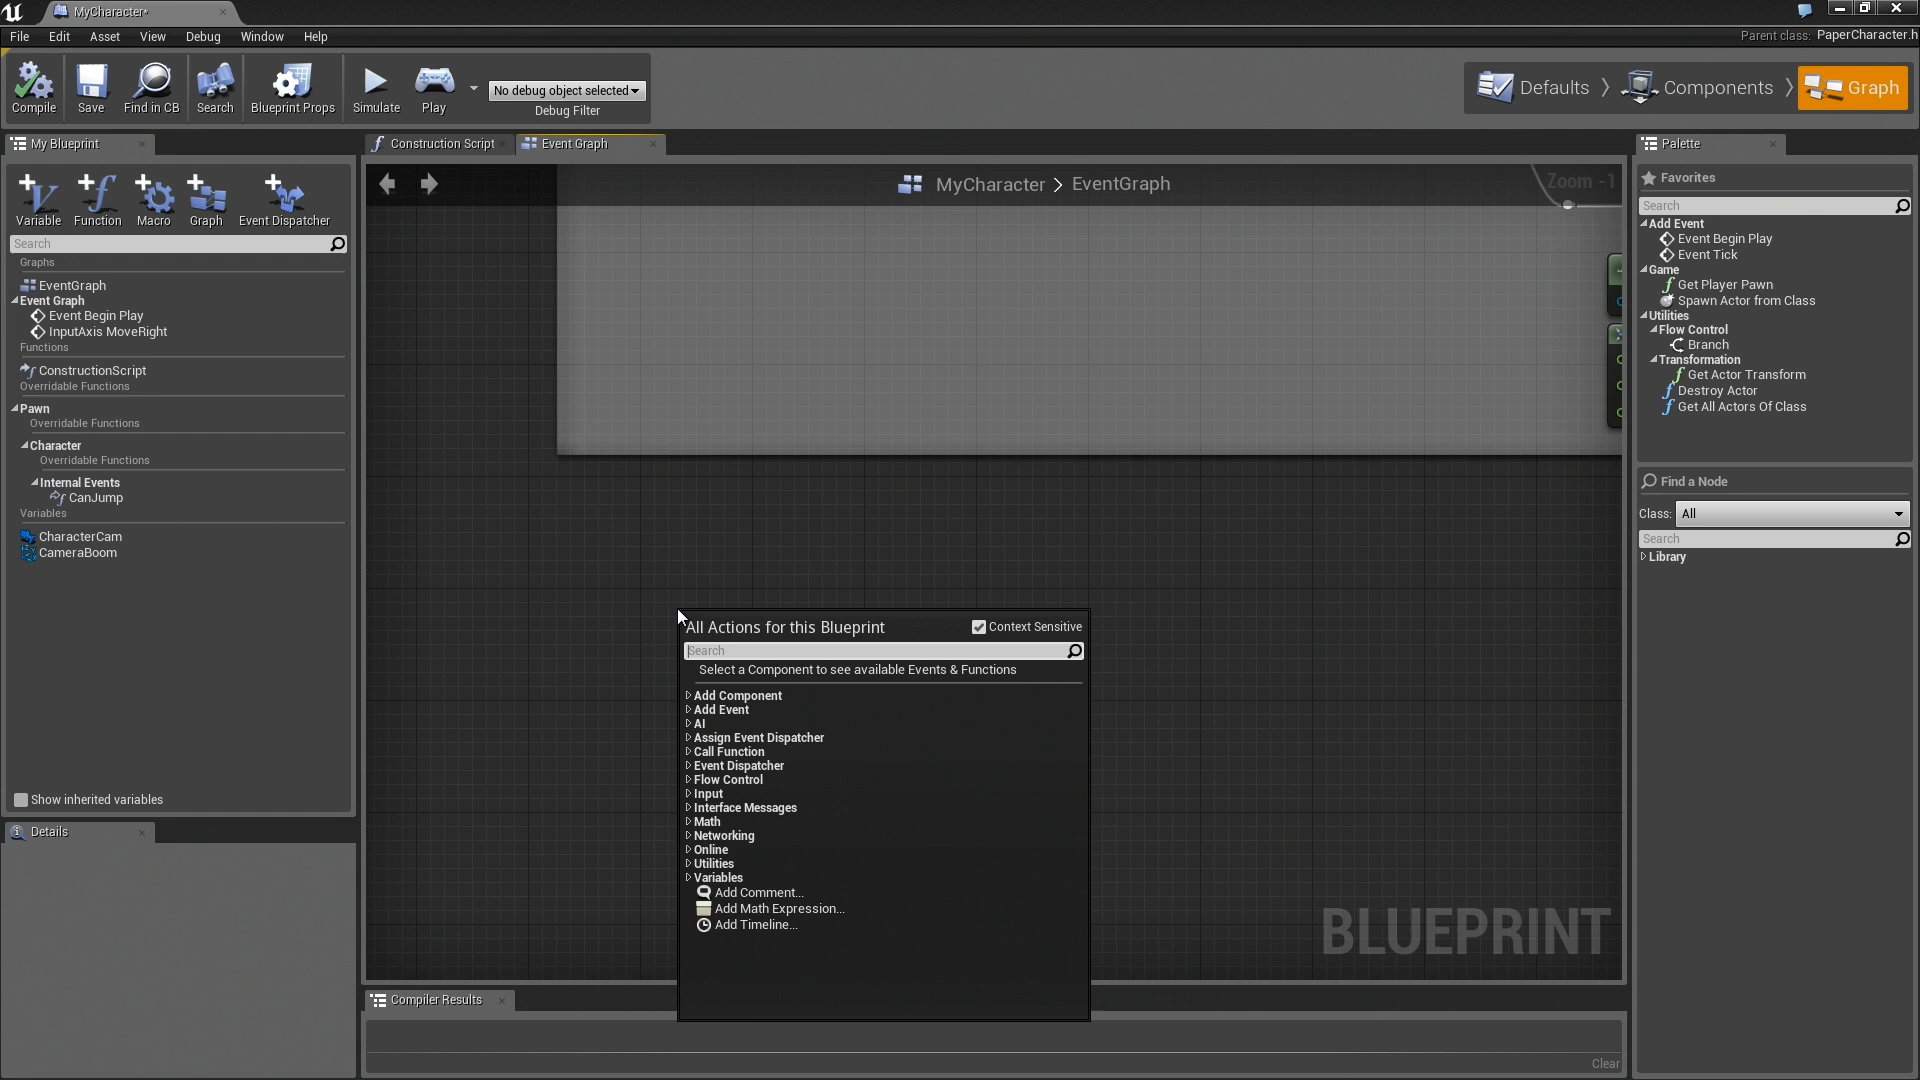 MyCharacter*
File Edit Asset View Debug Window Help
Parent class: PaperCharacter.h
Compile Save Find in CB Search Blueprint Props Simulate Play
No debug object selected
Debug Filter
Defaults Components Graph
My Blueprint
Variable Function Macro Graph Event Dispatcher
Search
Graphs
EventGraph
Event Graph
Event Begin Play
InputAxis MoveRight
Functions
ConstructionScript
Overridable Functions
Pawn
Overridable Functions
Character
Overridable Functions
Internal Events
CanJump
Variables
CharacterCam
CameraBoom
Show inherited variables
Details
Construction Script Event Graph
MyCharacter > EventGraph
Zoom -1
All Actions for this Blueprint Context Sensitive
Search
Select a Component to see available Events & Functions
Add Component
Add Event
AI
Assign Event Dispatcher
Call Function
Event Dispatcher
Flow Control
Input
Interface Messages
Math
Networking
Online
Utilities
Variables
Add Comment...
Add Math Expression...
Add Timeline...
BLUEPRINT
Compiler Results
Clear
Palette
Favorites
Search
Add Event
Event Begin Play
Event Tick
Game
Get Player Pawn
Spawn Actor from Class
Utilities
Flow Control
Branch
Transformation
Get Actor Transform
Destroy Actor
Get All Actors Of Class
Find a Node
Class: All
Search
Library